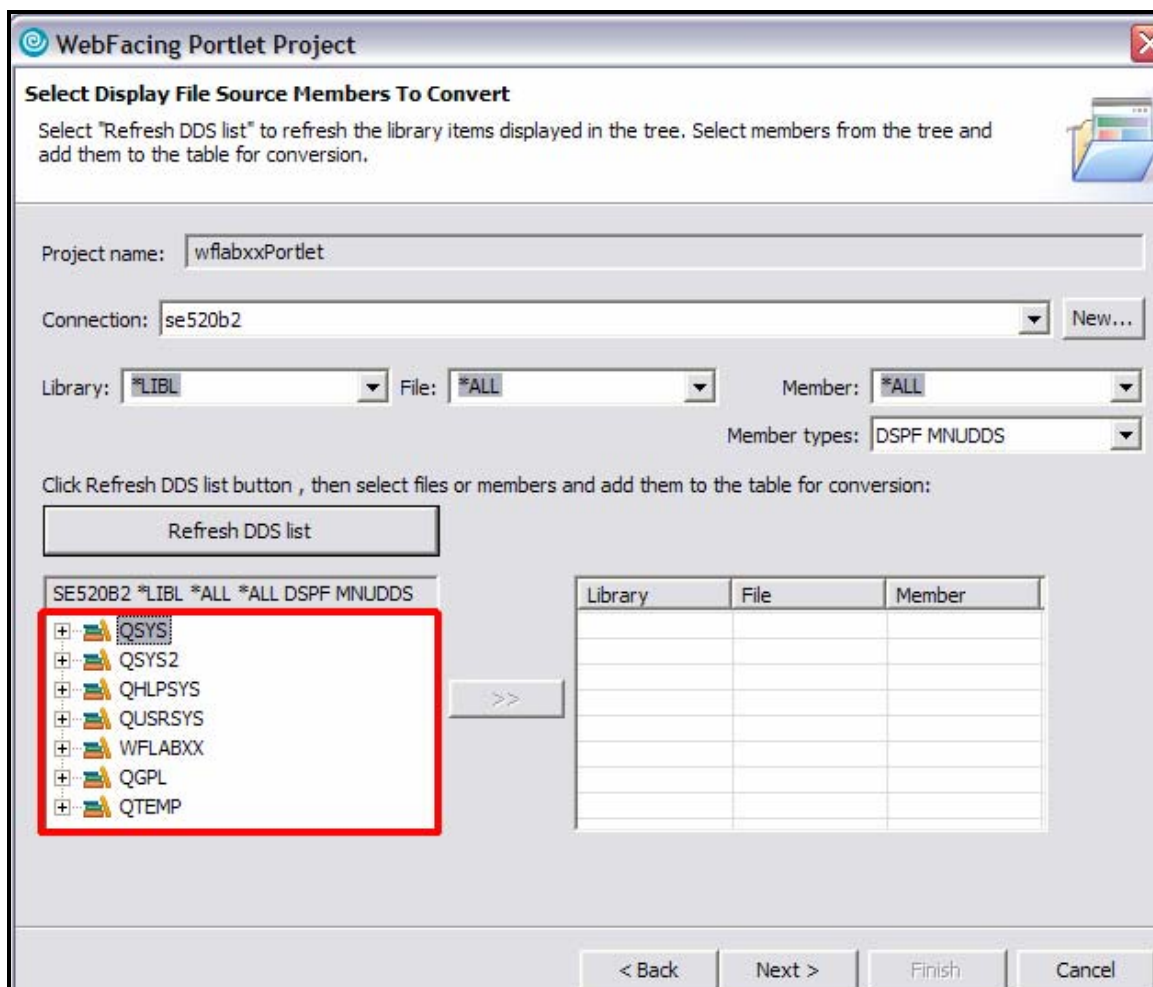 WebFacing Portlet Project
Select Display File Source Members To Convert
Select "Refresh DDS list" to refresh the library items displayed in the tree. Select members from the tree and
add them to the table for conversion.
Project name: wflabxxPortlet
Connection: se520b2 New...
Library: *LIBL File: *ALL Member: *ALL
Member types: DSPF MNUDDS
Click Refresh DDS list button , then select files or members and add them to the table for conversion:
Refresh DDS list
SE520B2 *LIBL *ALL *ALL DSPF MNUDDS
QSYS
QSYS2
QHLPSYS
QUSRSYS
WFLABXX
QGPL
QTEMP
>>
Library File Member
< Back Next > Finish Cancel